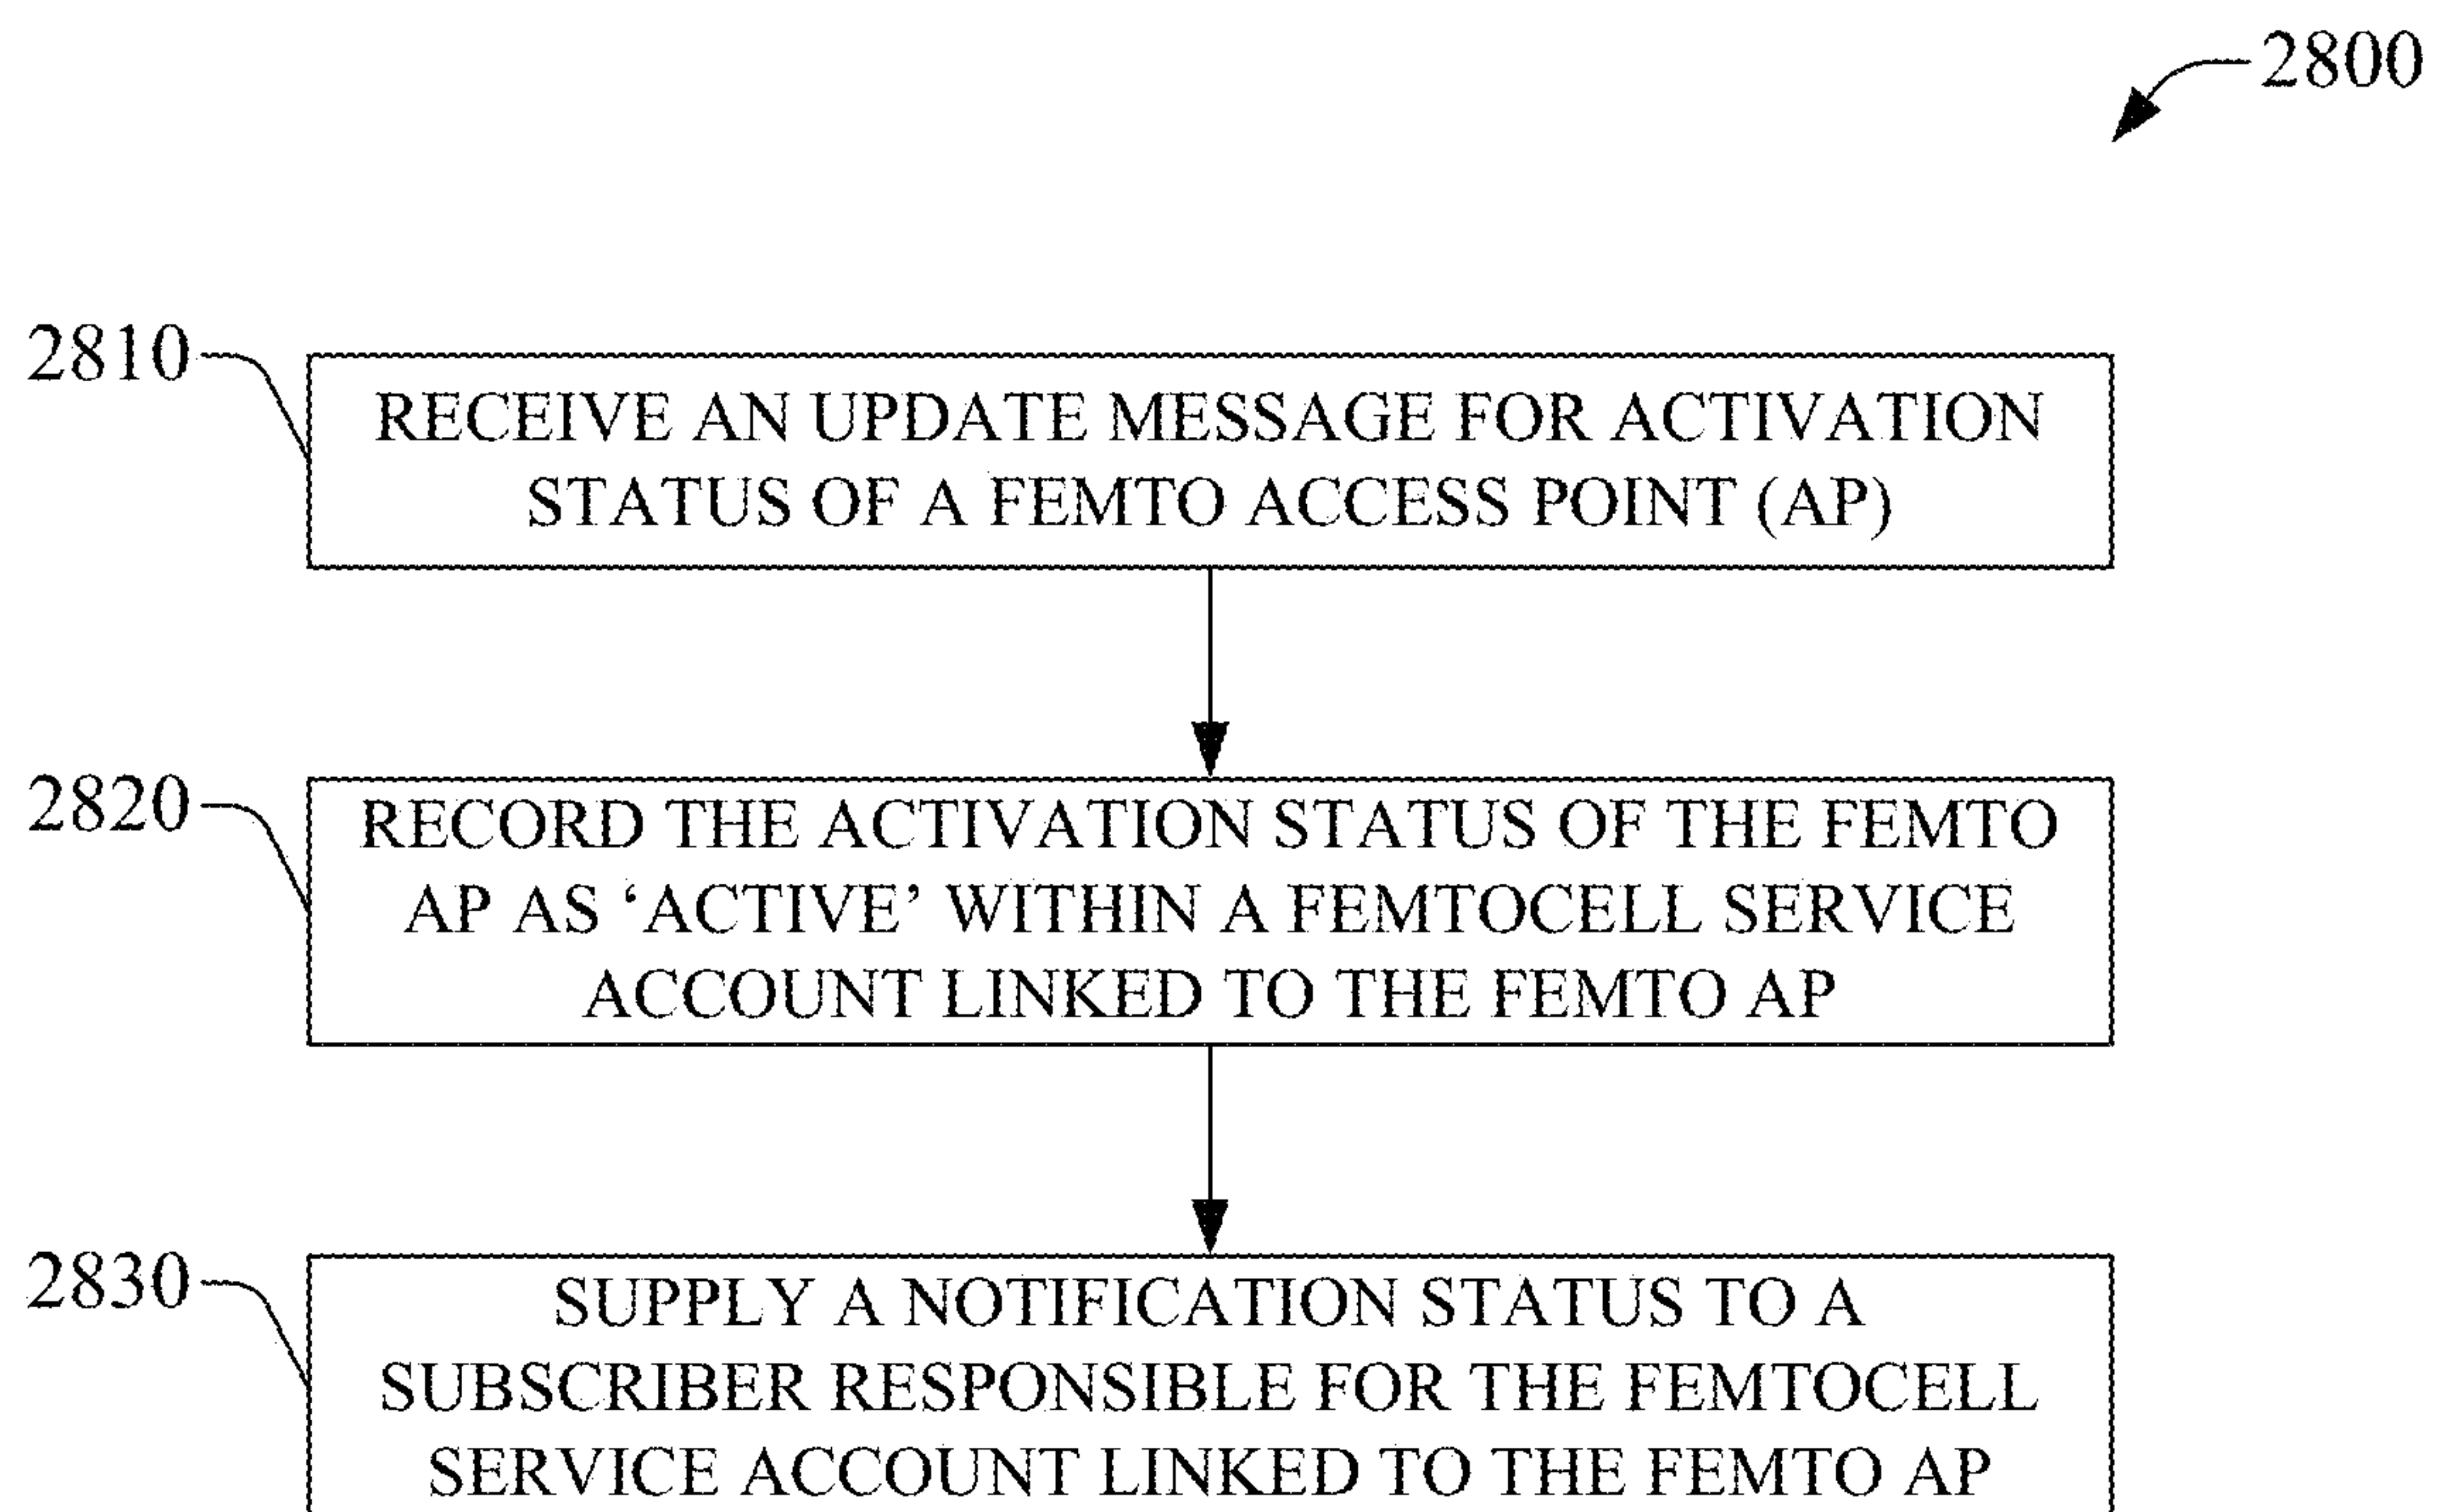 2800
2810
RECEIVE AN UPDATE MESSAGE FOR ACTIVATION
STATUS OF A FEMTO ACCESS POINT (AP)
2820
RECORD THE ACTIVATION STATUS OF THE FEMTO
AP AS ‘ACTIVE’ WITHIN A FEMTOCELL SERVICE
ACCOUNT LINKED TO THE FEMTO AP
2830
SUPPLY A NOTIFICATION STATUS TO A
SUBSCRIBER RESPONSIBLE FOR THE FEMTOCELL
SERVICE ACCOUNT LINKED TO THE FEMTO AP